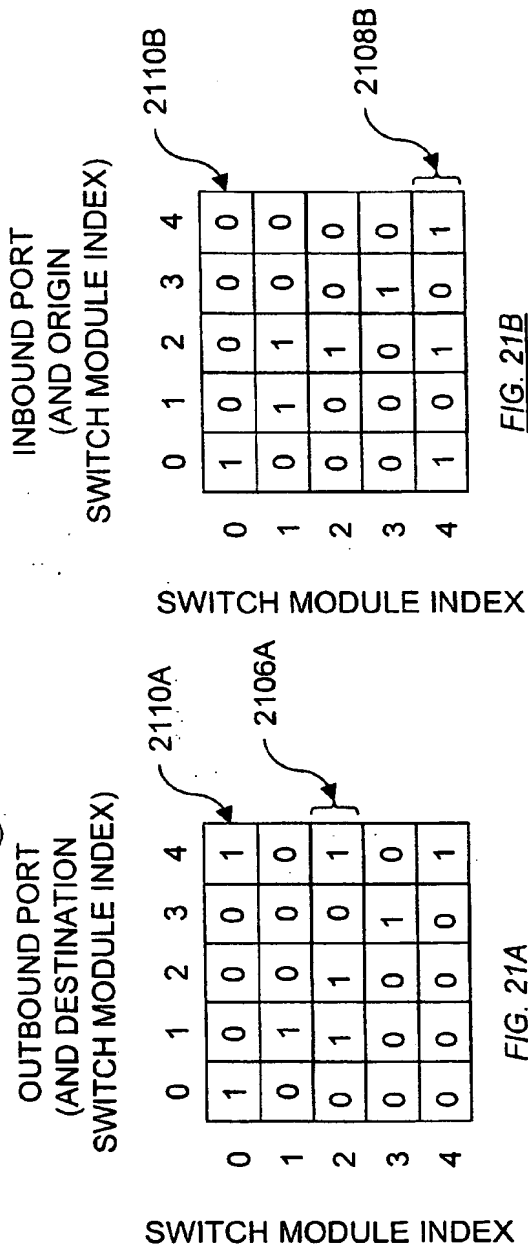 OUTBOUND PORT
(AND DESTINATION
SWITCH MODULE INDEX)
0 1 2 3 4
2110A
SWITCH MODULE INDEX
0 1 0 0 0 1
1 0 1 0 0 0
2 0 1 1 0 1
2106A
3 0 0 0 1 0
4 0 0 0 0 1
FIG. 21A
INBOUND PORT
(AND ORIGIN
SWITCH MODULE INDEX)
0 1 2 3 4
2110B
SWITCH MODULE INDEX
0 1 0 0 0 0
1 0 1 1 0 0
2 0 0 1 0 0
3 0 0 0 1 0
4 1 0 1 0 1
2108B
FIG. 21B